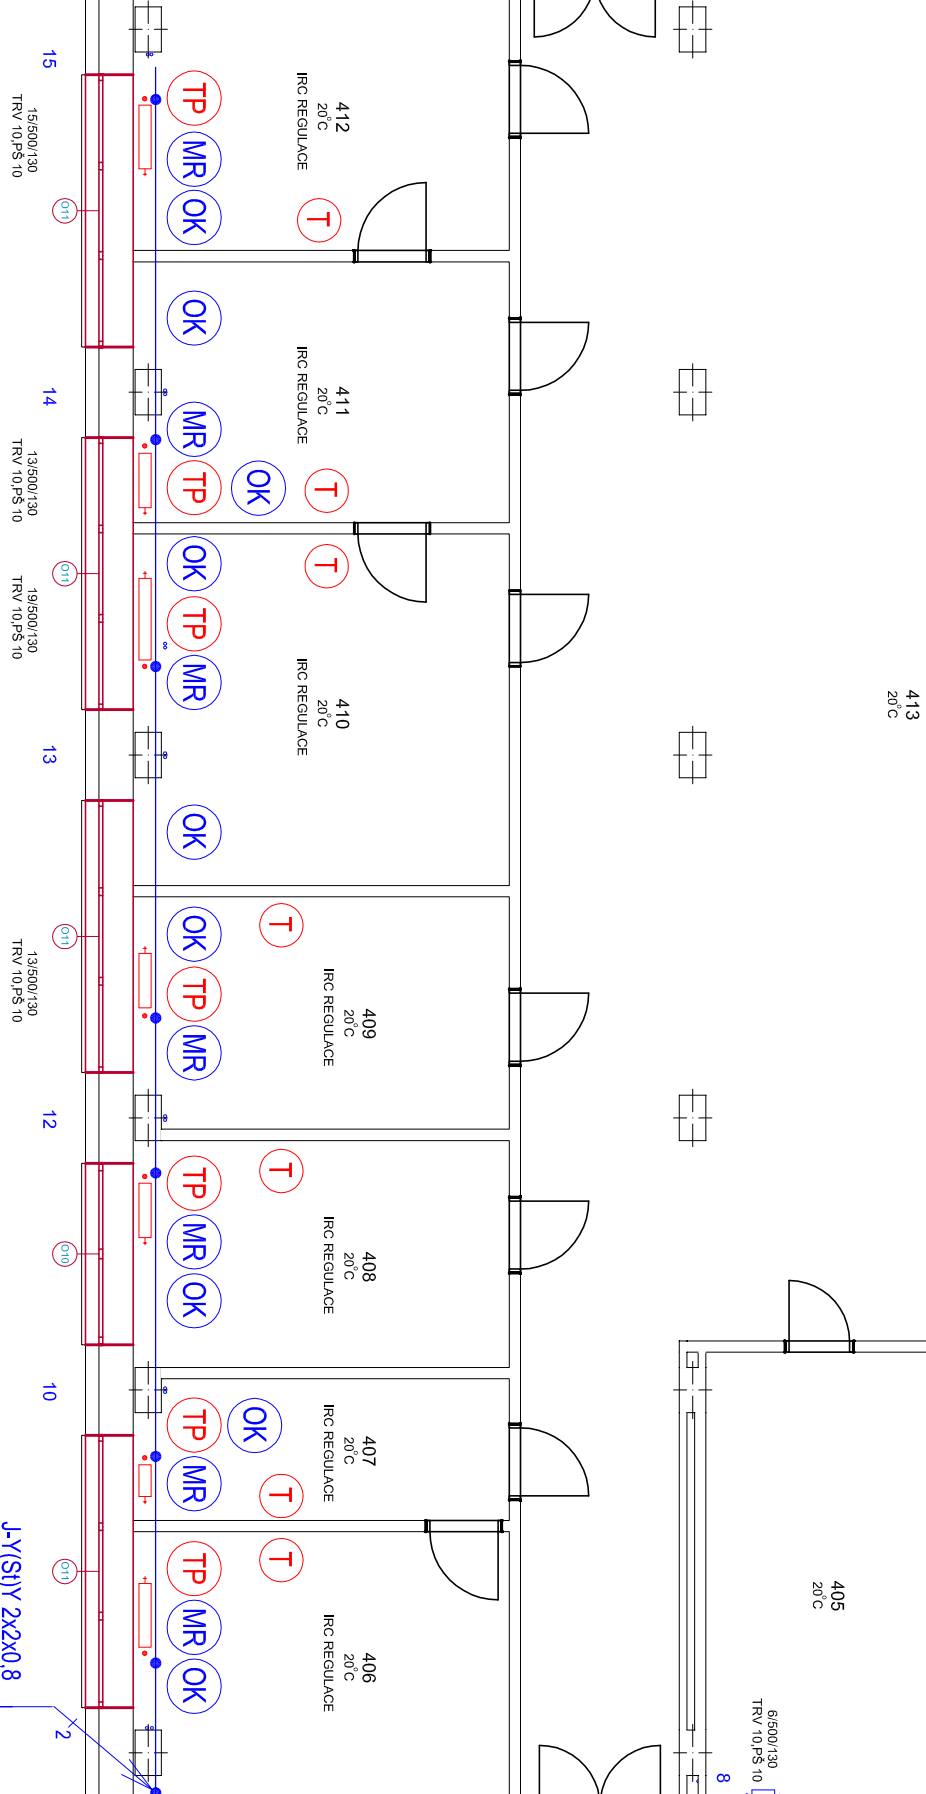 15
15/500/130
TRV 10,PŠ 10
O11
TP
MR
OK
412
20°C
IRC REGULACE
T
OK
14
13/500/130
TRV 10,PŠ 10
O11
MR
TP
OK
411
20°C
IRC REGULACE
T
19/500/130
TRV 10,PŠ 10
OK
TP
MR
T
410
20°C
IRC REGULACE
13
OK
413
20°C
13/500/130
TRV 10,PŠ 10
O11
OK
TP
MR
T
409
20°C
IRC REGULACE
12
O10
TP
MR
OK
T
408
20°C
IRC REGULACE
10
TP
MR
OK
T
407
20°C
IRC REGULACE
O11
TP
MR
OK
T
406
20°C
IRC REGULACE
405
20°C
J-Y(St)Y 2x2x0,8
2
6/500/130
TRV 10,PŠ 10
8